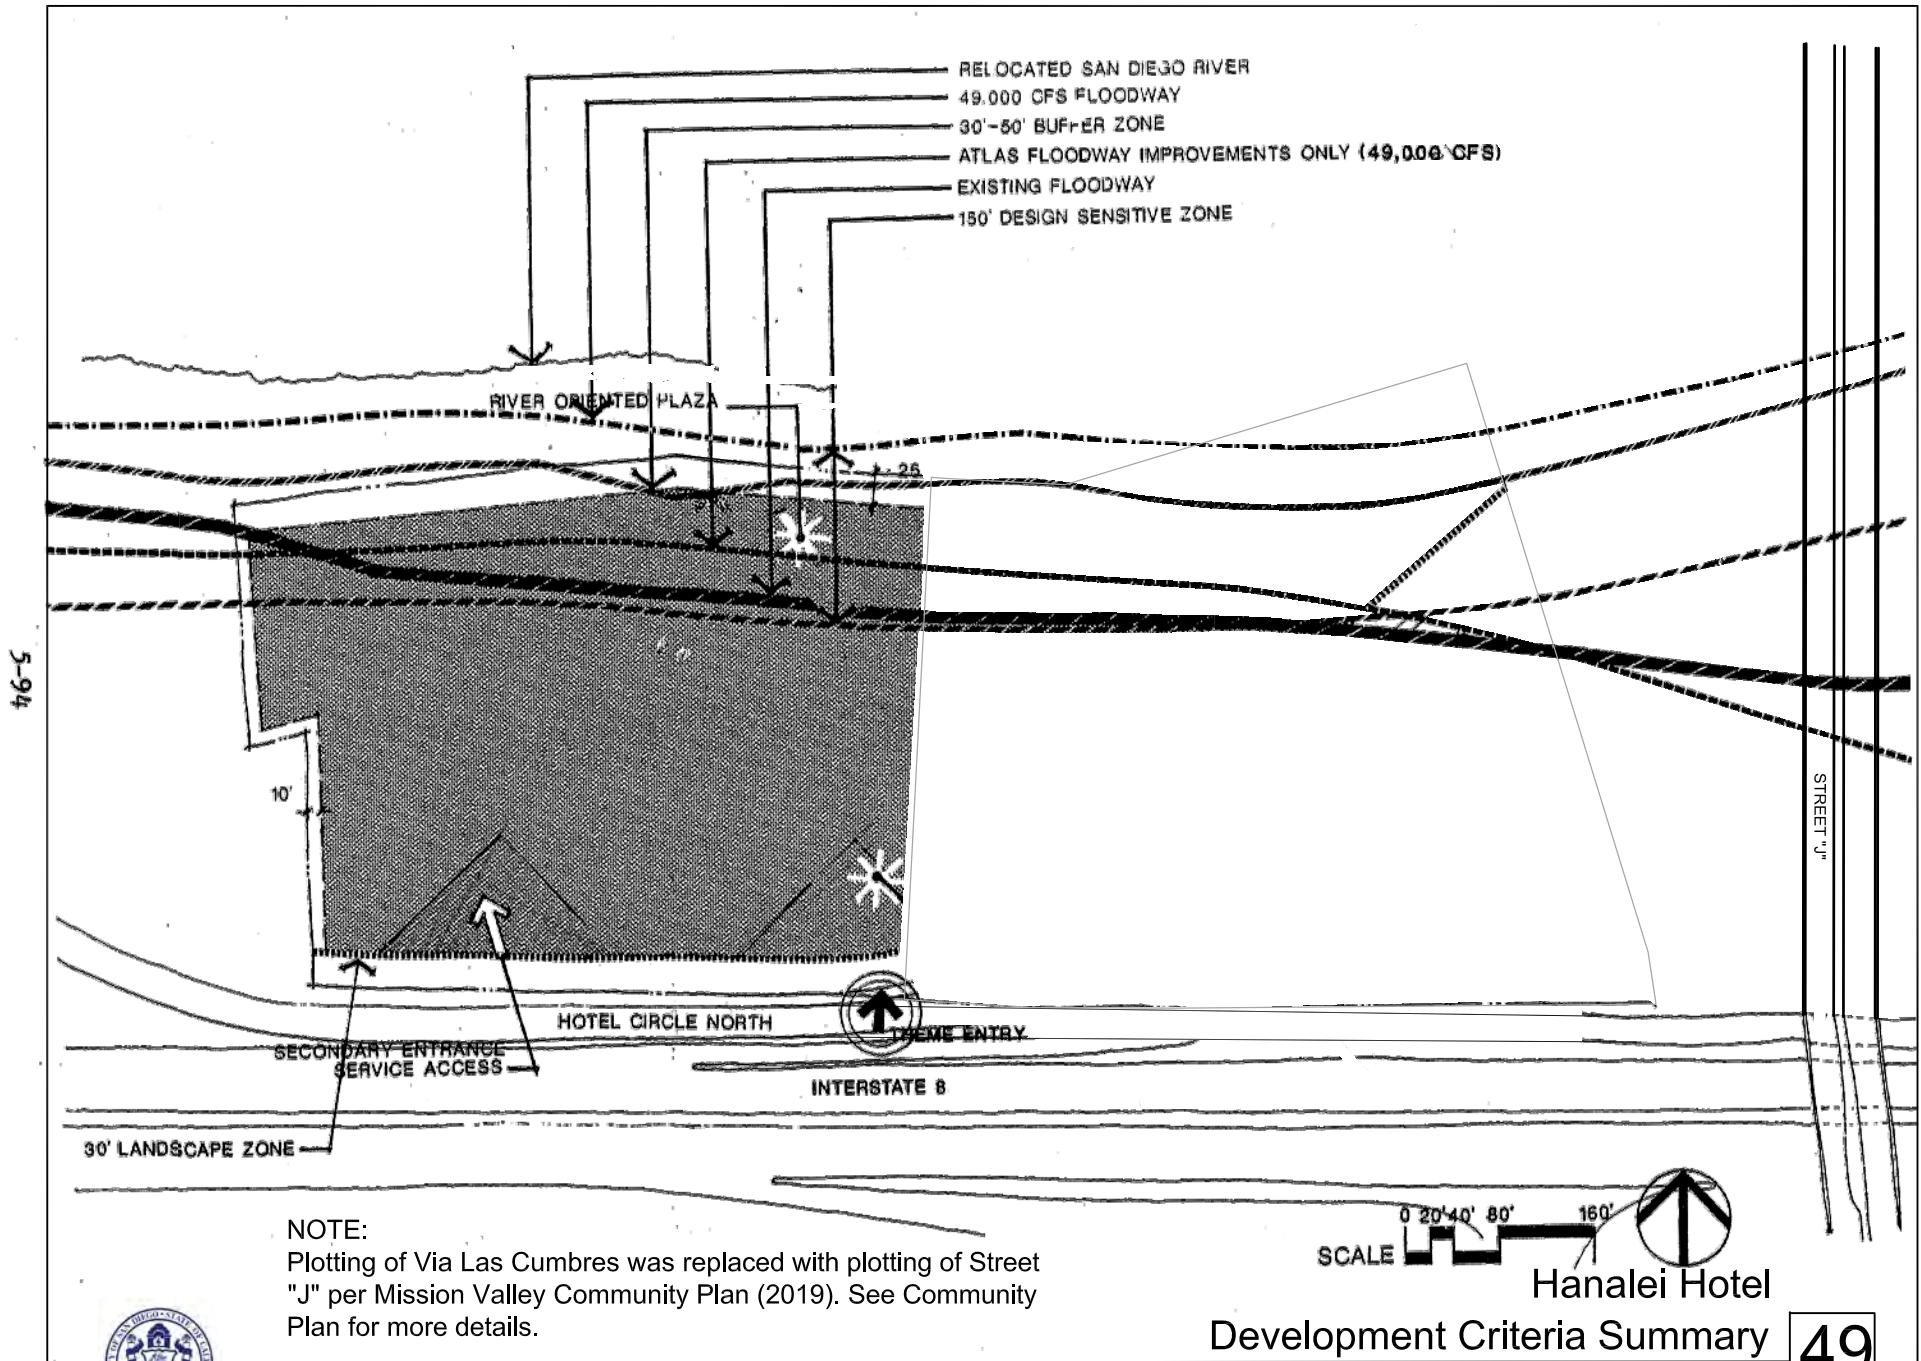 RELOCATED SAN DIEGO RIVER
49,000 CFS FLOODWAY
30'-50' BUFFER ZONE
ATLAS FLOODWAY IMPROVEMENTS ONLY (49,000 CFS)
EXISTING FLOODWAY
150' DESIGN SENSITIVE ZONE
RIVER ORIENTED PLAZA
25
5-94
10'
STREET "J"
HOTEL CIRCLE NORTH
THEME ENTRY
SECONDARY ENTRANCE
SERVICE ACCESS
INTERSTATE 8
30' LANDSCAPE ZONE
0 20' 40' 80' 160'
SCALE
NOTE:
Plotting of Via Las Cumbres was replaced with plotting of Street
"J" per Mission Valley Community Plan (2019). See Community
Plan for more details.
Hanalei Hotel
Development Criteria Summary
49